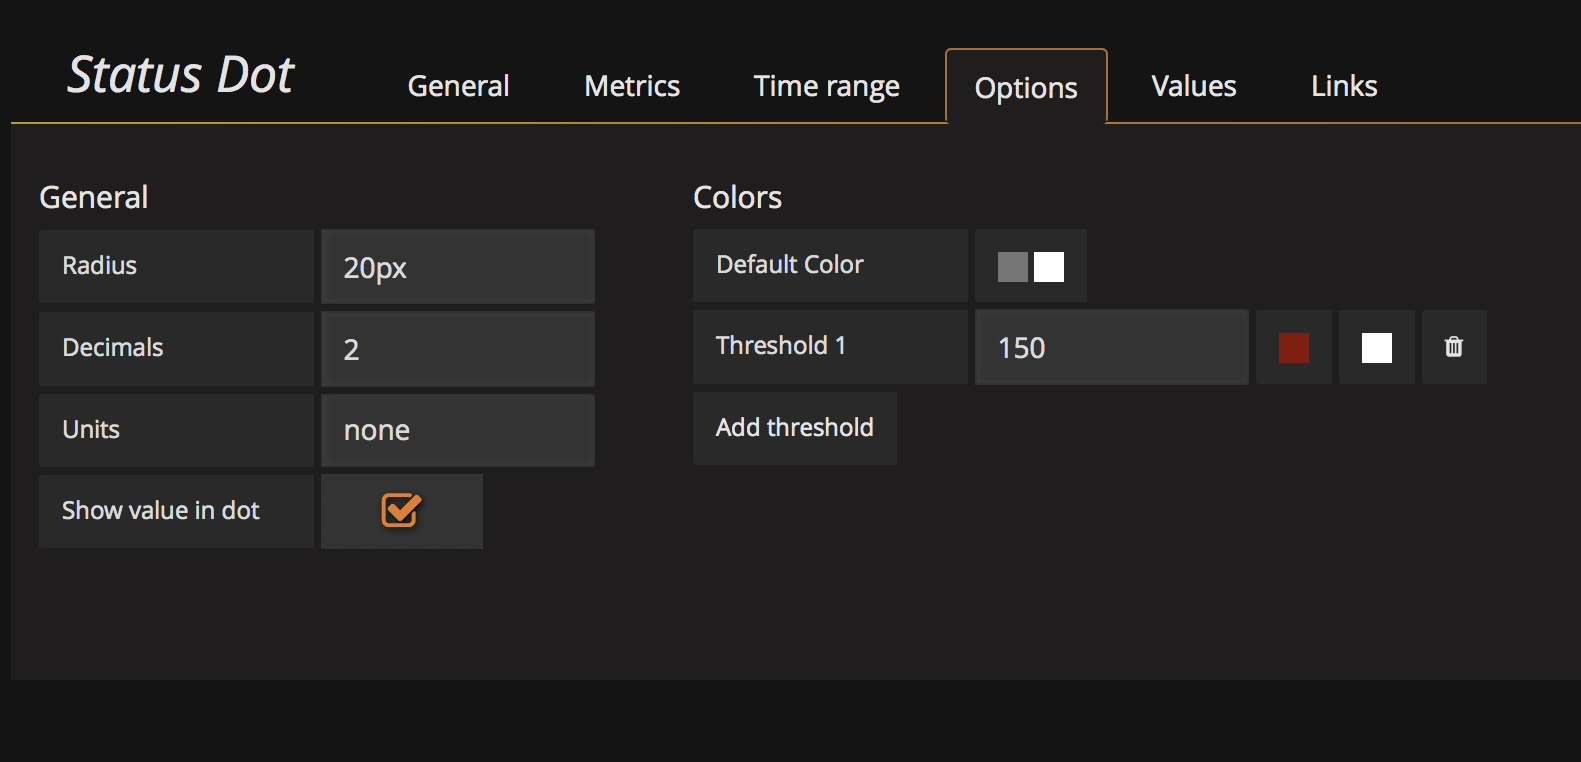 Status Dot
General Metrics Time range Options Values Links
General
Radius 20px
Decimals 2
Units none
Show value in dot
Colors
Default Color
Threshold 1 150
Add threshold